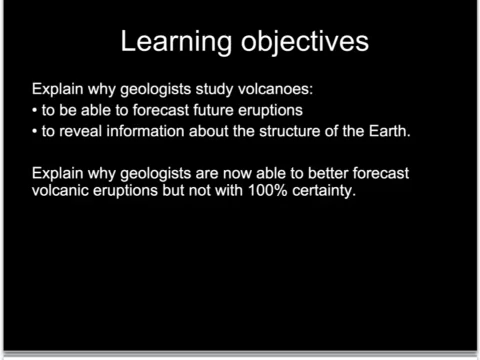 Learning objectives
Explain why geologists study volcanoes:
• to be able to forecast future eruptions
• to reveal information about the structure of the Earth.
Explain why geologists are now able to better forecast
volcanic eruptions but not with 100% certainty.